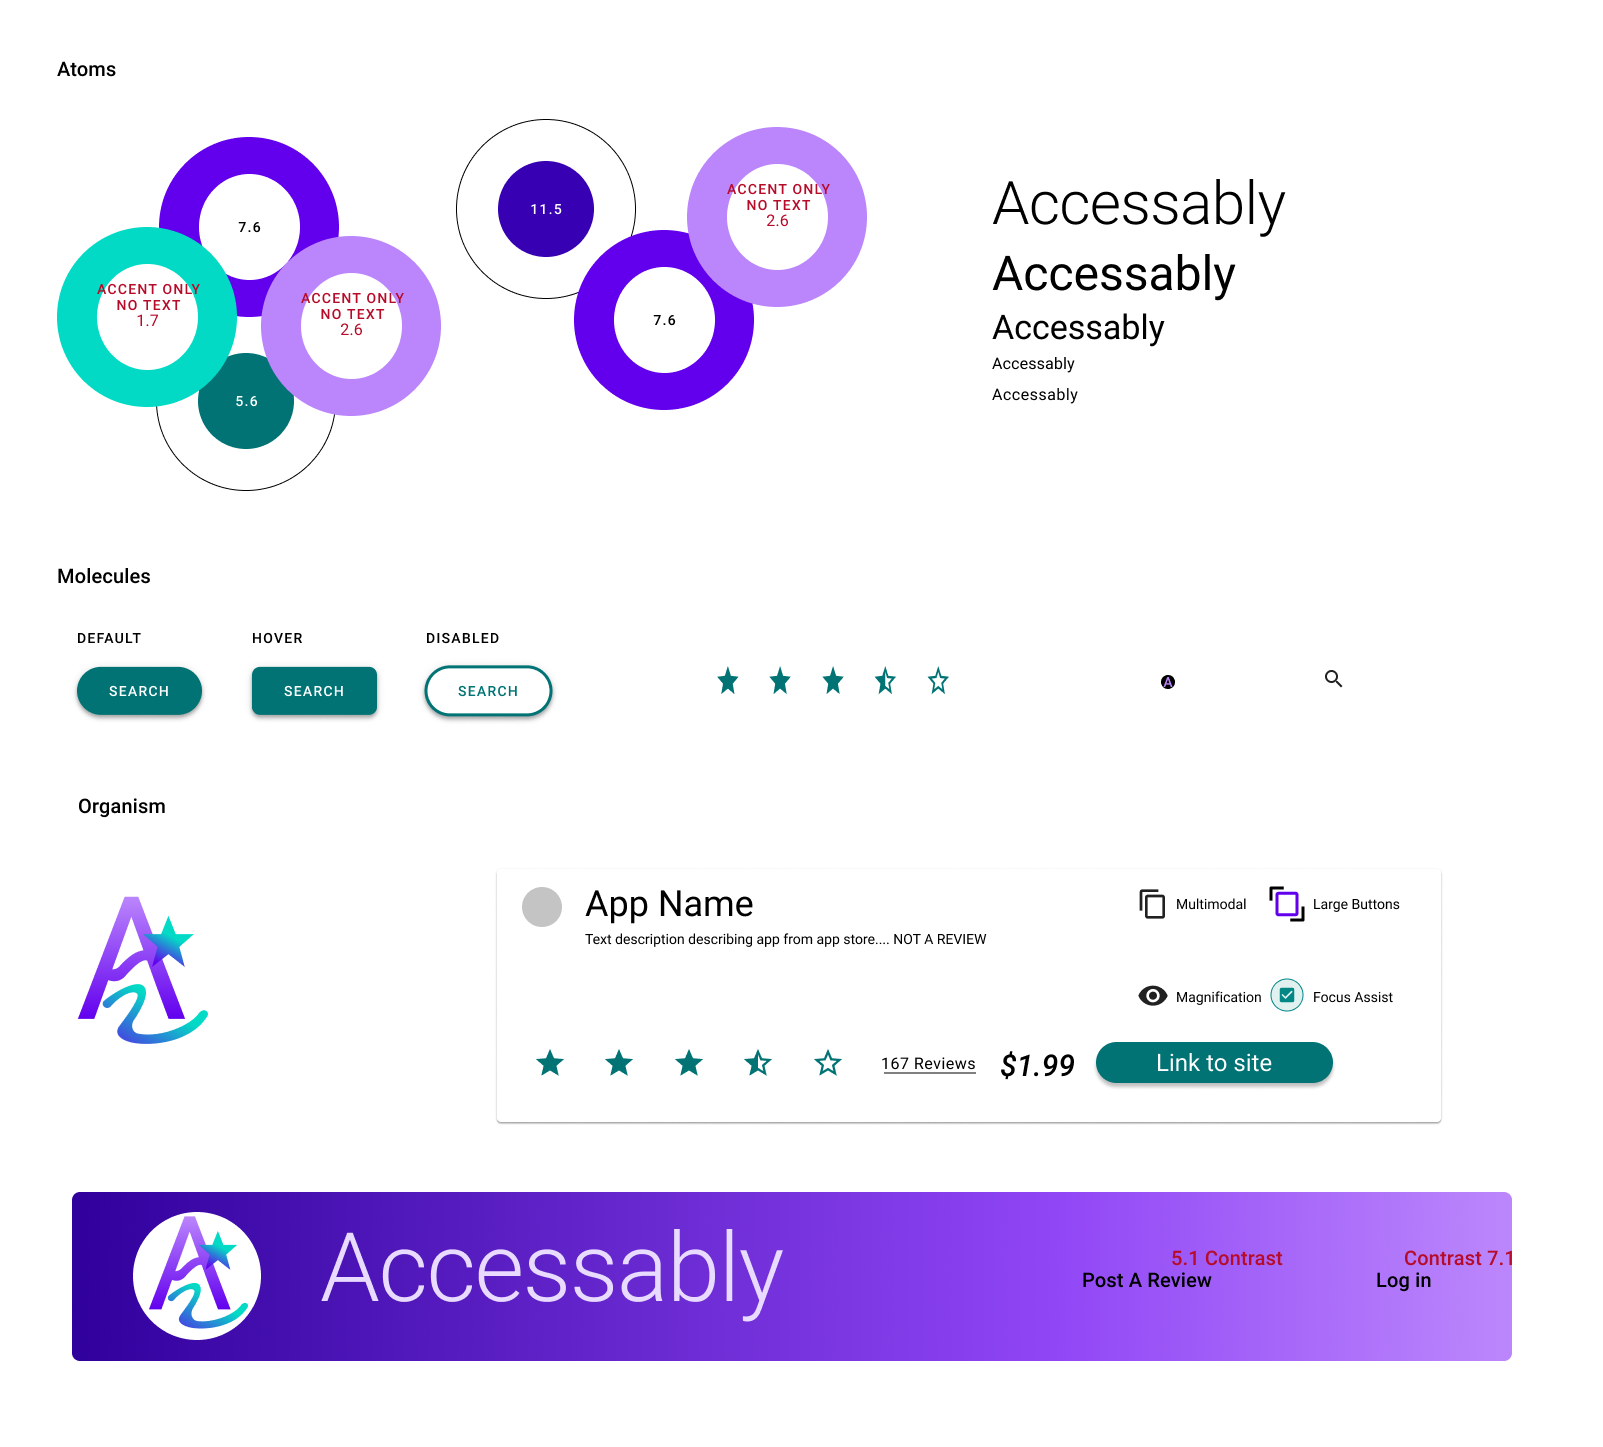 Atoms
7.6
ACCENT ONLY
NO TEXT
1.7
ACCENT ONLY
NO TEXT
2.6
5.6
11.5
ACCENT ONLY
NO TEXT
2.6
7.6
Accessably
Accessably
Accessably
Accessably
Accessably
Molecules
DEFAULT
HOVER
DISABLED
SEARCH
SEARCH
SEARCH
A
Organism
App Name
Text description describing app from app store.... NOT A REVIEW
Multimodal
Large Buttons
Magnification
Focus Assist
167 Reviews
$1.99
Link to site
Accessably
5.1 Contrast
Post A Review
Contrast 7.1
Log in